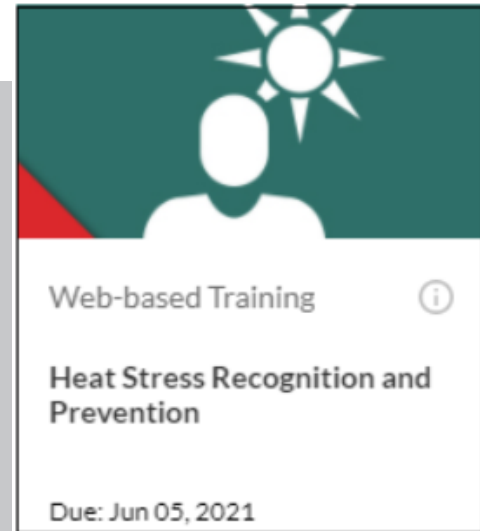 Web-based Training
Heat Stress Recognition and
Prevention
Due: Jun 05, 2021